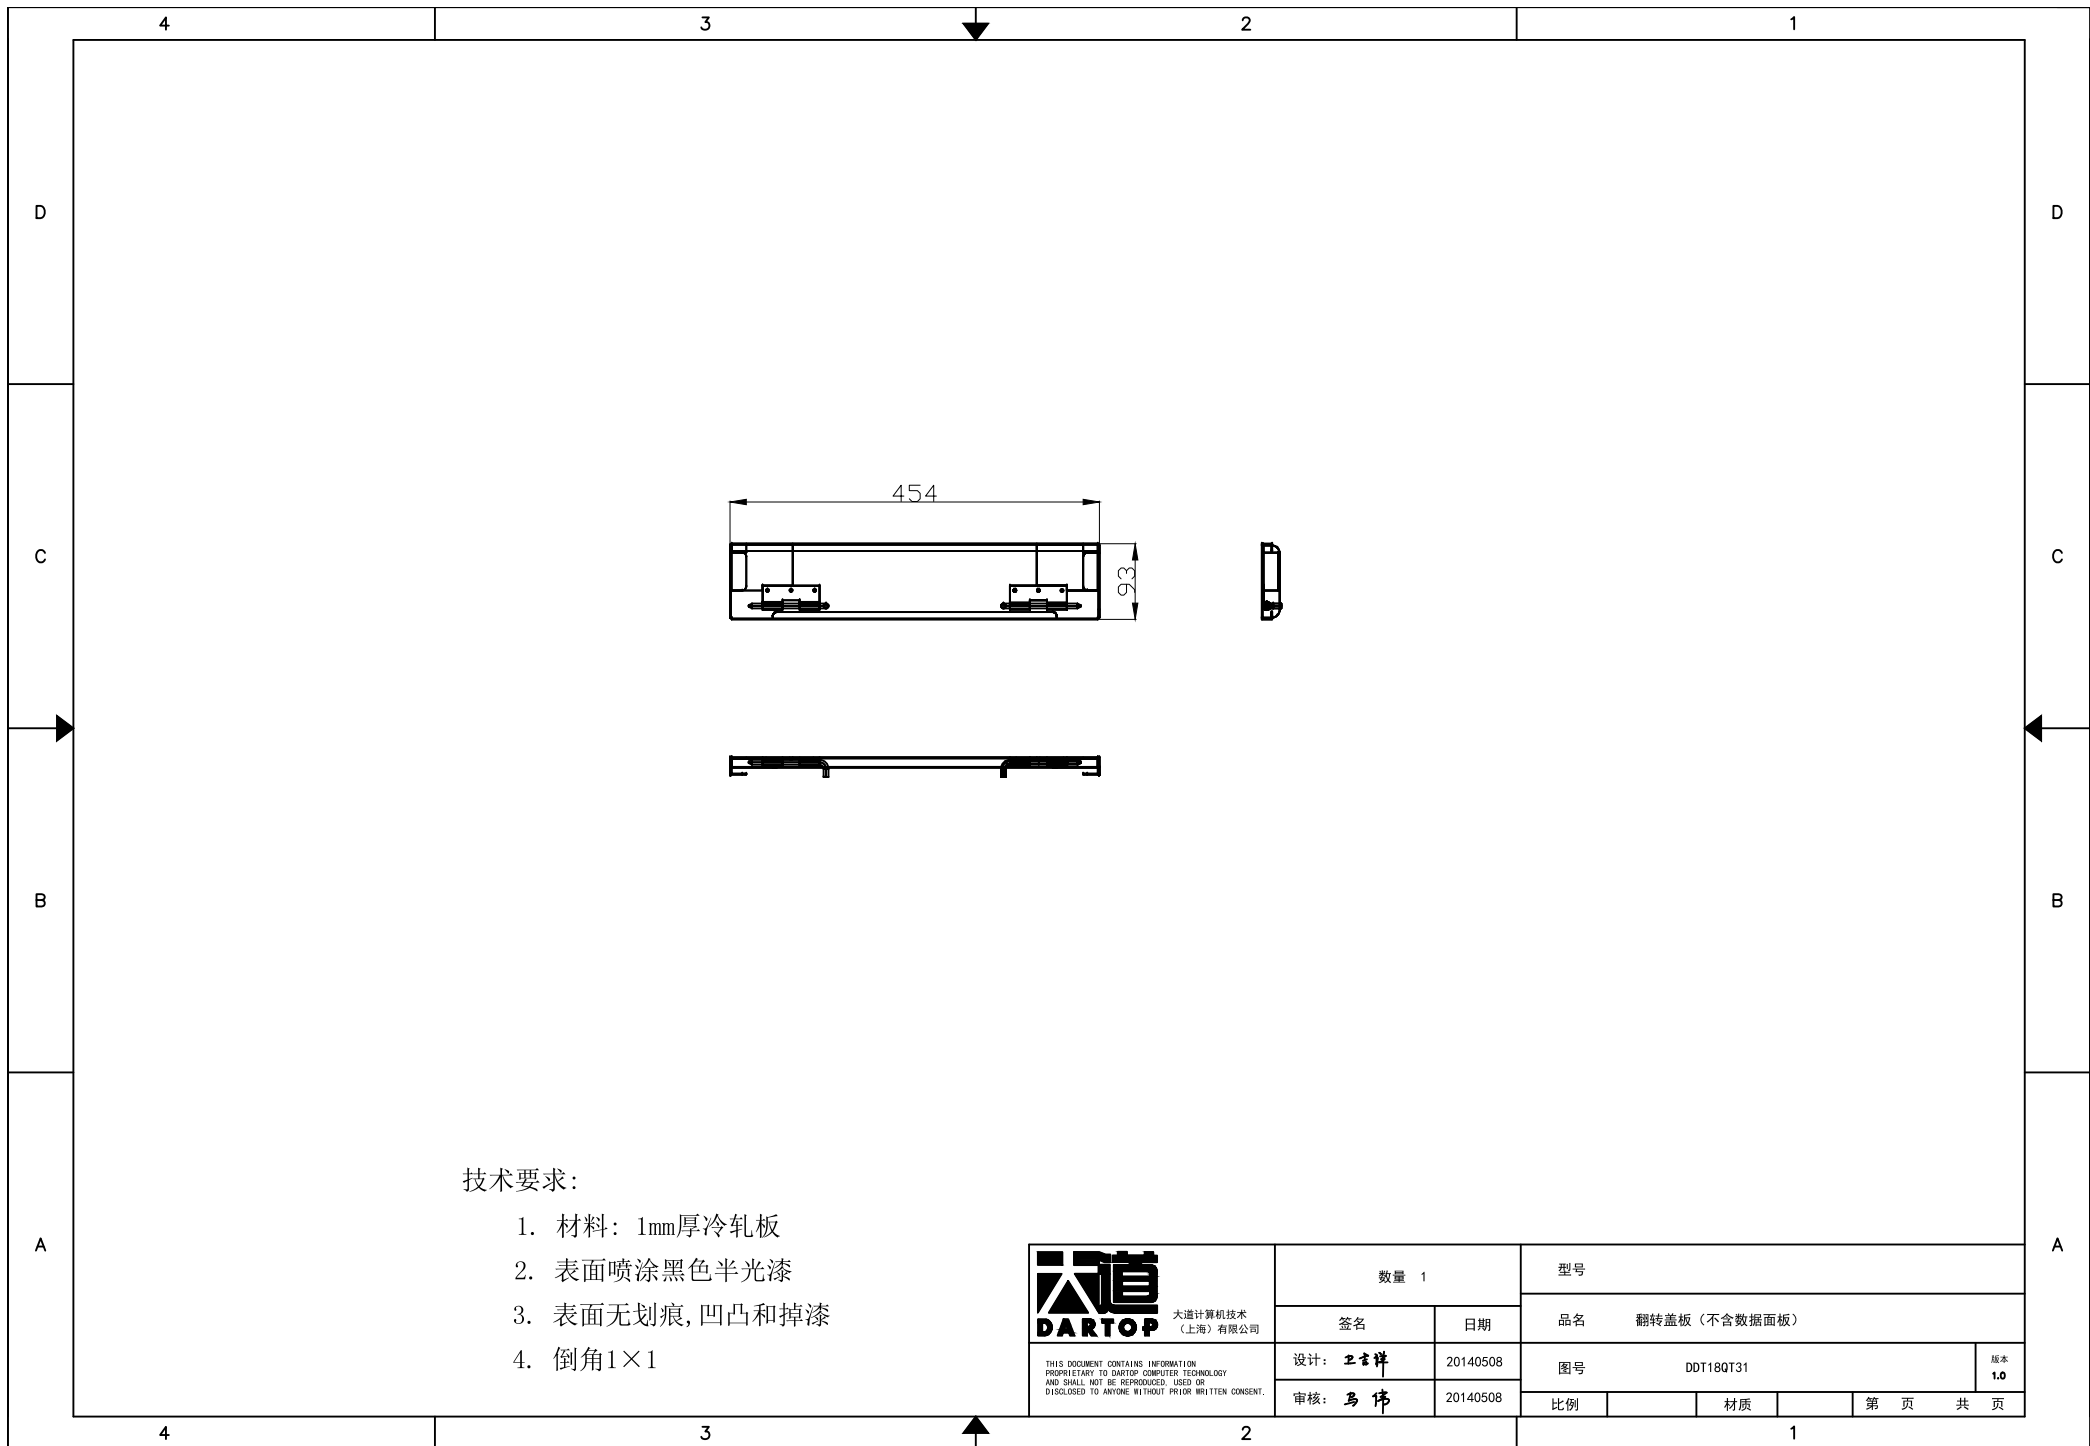 4 3 2 1
D D
454
C C
93
B B
技术要求:
1. 材料: 1mm厚冷轧板
A A
2. 表面喷涂黑色半光漆
3. 表面无划痕,凹凸和掉漆
4. 倒角1×1
大道
DARTOP
大道计算机技术
（上海）有限公司
THIS DOCUMENT CONTAINS INFORMATION
PROPRIETARY TO DARTOP COMPUTER TECHNOLOGY
AND SHALL NOT BE REPRODUCED, USED OR
DISCLOSED TO ANYONE WITHOUT PRIOR WRITTEN CONSENT.
数量 1
签名 日期
设计: 20140508
审核: 马伟 20140508
型号
品名 翻转盖板（不含数据面板）
图号 DDT18QT31
版本
1.0
比例 材质 第 页 共 页
4 3 2 1